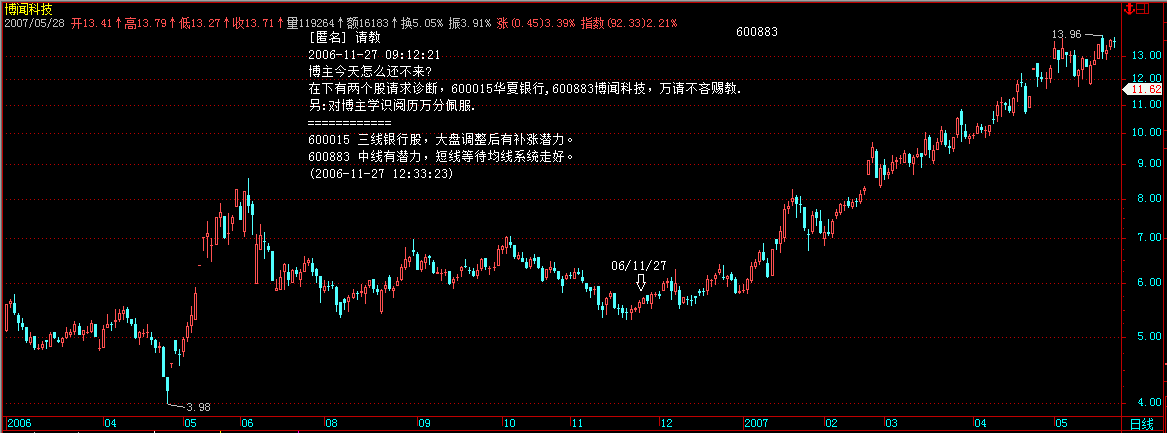 博闻科技
2007/05/28 开13.41↑高13.79↑低13.27↑收13.71↑量119264↑额16183↑换5.05% 振3.91% 涨(0.45)3.39% 指数(92.33)2.21%
[匿名] 请教
600883
2006-11-27 09:12:21
博主今天怎么还不来?
在下有两个股请求诊断，600015华夏银行,600883博闻科技，万请不吝赐教.
另:对博主学识阅历万分佩服.
============
600015 三线银行股，大盘调整后有补涨潜力。
600883 中线有潜力，短线等待均线系统走好。
(2006-11-27 12:33:23)
13.96
13.00
12.00
11.62
11.00
10.00
9.00
8.00
7.00
06/11/27
6.00
5.00
4.00
3.98
2006 04 05 06 08 09 10 11 12 2007 02 03 04 05 日线